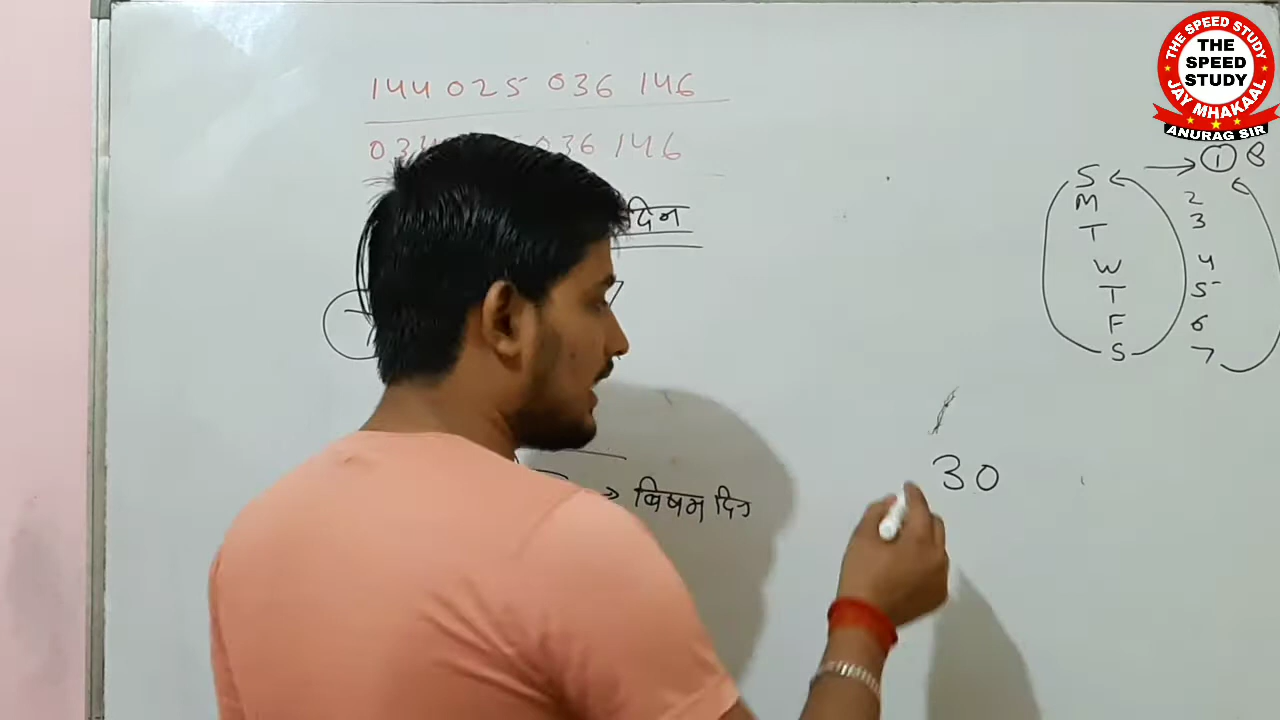 144 025 036 146
036 146
दिन
7
→ विषम दिन
30
S → 1 8
M 2
T 3
W 4
T 5
F 6
S 7
THE SPEED STUDY
THE
SPEED
STUDY
JAY MHAKAAL
ANURAG SIR